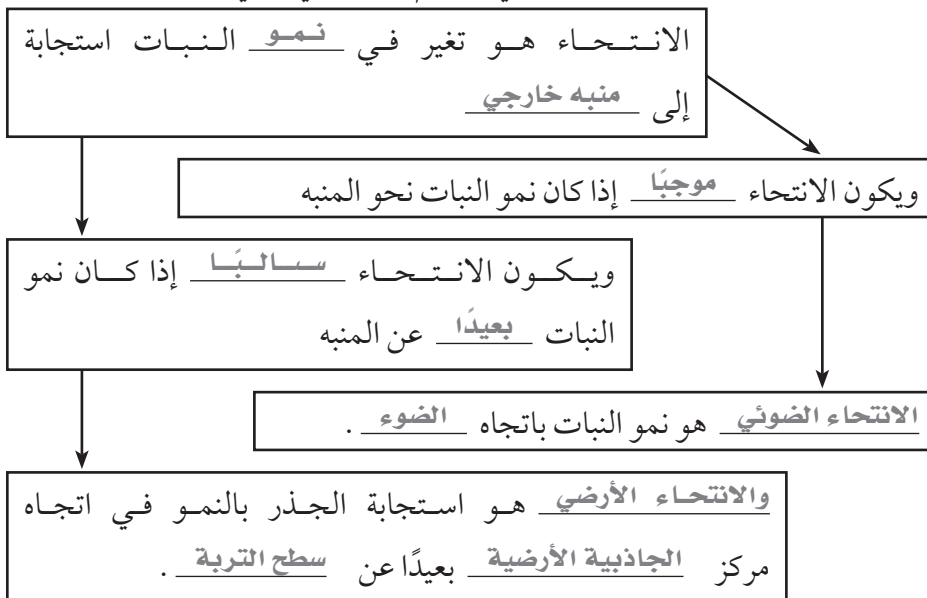 الانتحاء هو تغير في نمو النبات استجابة
إلى منبه خارجي
ويكون الانتحاء موجبًا إذا كان نمو النبات نحو المنبه
ويكون الانتحاء سالبًا إذا كان نمو
النبات بعيدًا عن المنبه
الانتحاء الضوئي هو نمو النبات باتجاه الضوء .
والانتحاء الأرضي هو استجابة الجذر بالنمو في اتجاه
مركز الجاذبية الأرضية بعيدًا عن سطح التربة .